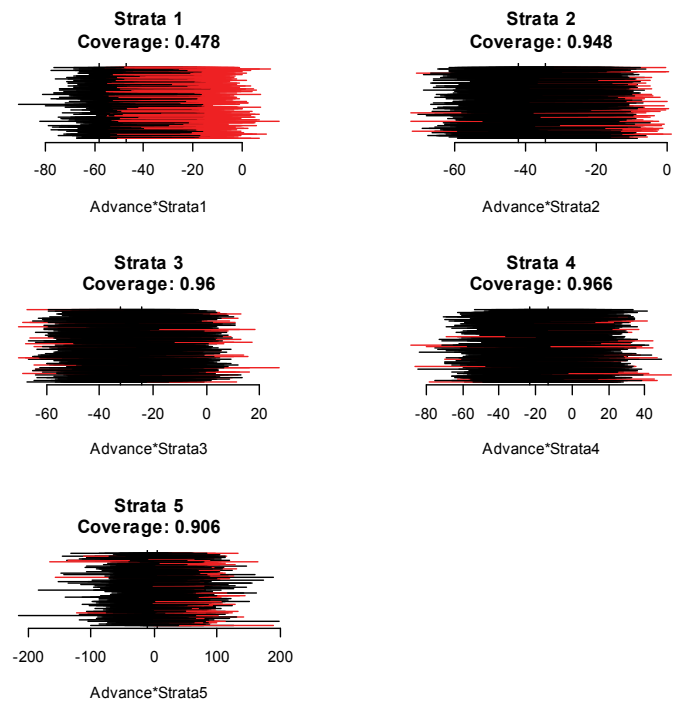 Strata 1
Coverage: 0.478
-80 -60 -40 -20 0
Advance*Strata1
Strata 2
Coverage: 0.948
-60 -40 -20 0
Advance*Strata2
Strata 3
Coverage: 0.96
-60 -40 -20 0 20
Advance*Strata3
Strata 4
Coverage: 0.966
-80 -60 -40 -20 0 20 40
Advance*Strata4
Strata 5
Coverage: 0.906
-200 -100 0 100 200
Advance*Strata5